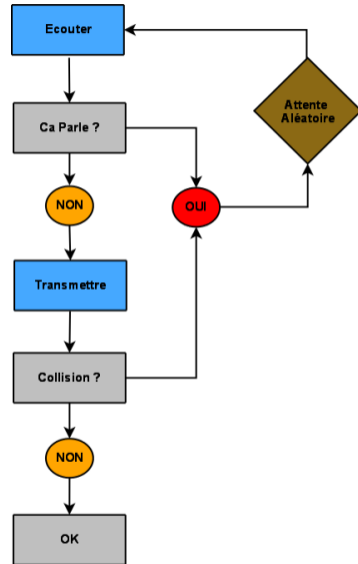 Ecouter
Attente
Aléatoire
Ca Parle ?
NON
OUI
Transmettre
Collision ?
NON
OK